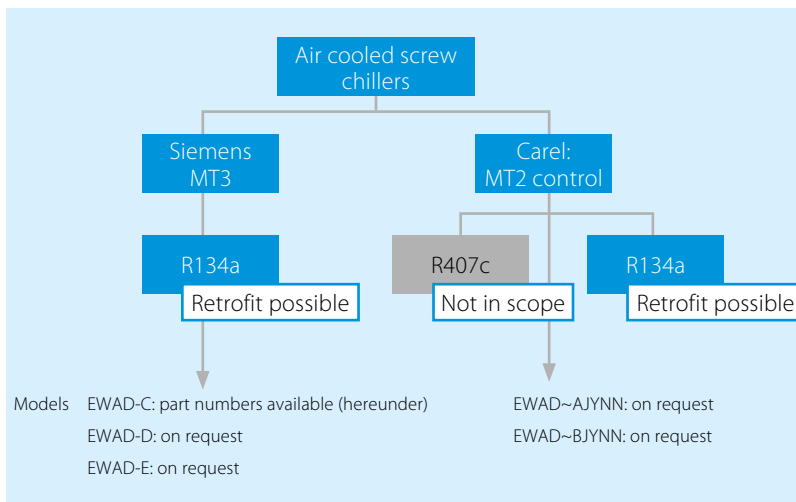 Air cooled screw
chillers
Siemens
MT3
Carel:
MT2 control
R134a
Retrofit possible
R407c
Not in scope
R134a
Retrofit possible
Models EWAD-C: part numbers available (hereunder)
EWAD-D: on request
EWAD-E: on request
EWAD~AJYNN: on request
EWAD~BJYNN: on request